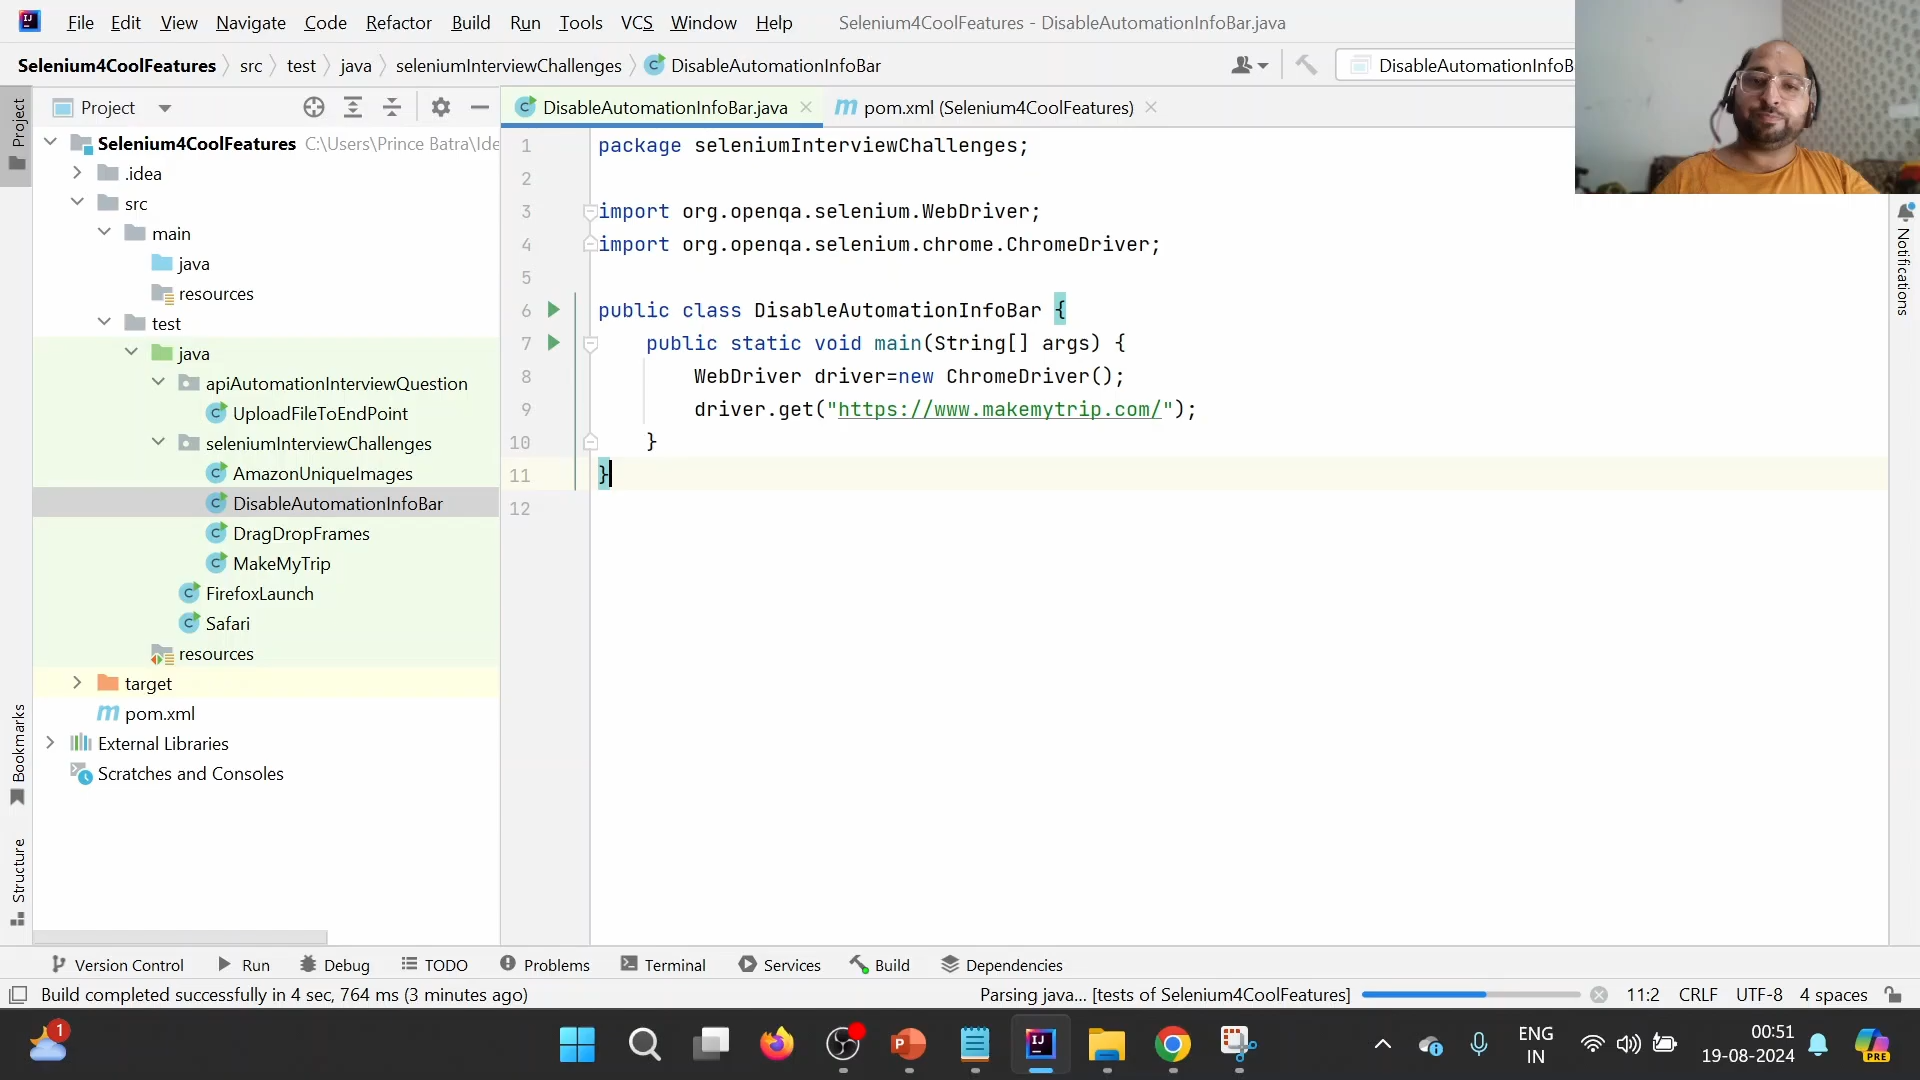 File Edit View Navigate Code Refactor Build Run Tools VCS Window Help Selenium4CoolFeatures - DisableAutomationInfoBar.java
Selenium4CoolFeatures src test java seleniumInterviewChallenges DisableAutomationInfoBar DisableAutomationInfoB
Project Project DisableAutomationInfoBar.java pom.xml (Selenium4CoolFeatures)
Selenium4CoolFeatures C:\Users\Prince Batra\Ide
.idea
src
main
java
resources
test
java
apiAutomationInterviewQuestion
UploadFileToEndPoint
seleniumInterviewChallenges
AmazonUniqueImages
DisableAutomationInfoBar
DragDropFrames
MakeMyTrip
FirefoxLaunch
Safari
resources
target
pom.xml
External Libraries
Scratches and Consoles
Bookmarks
Structure
1 package seleniumInterviewChallenges;
2
3 import org.openqa.selenium.WebDriver;
4 import org.openqa.selenium.chrome.ChromeDriver;
5
6 public class DisableAutomationInfoBar {
7 public static void main(String[] args) {
8 WebDriver driver=new ChromeDriver();
9 driver.get("https://www.makemytrip.com/");
10 }
11 }
12
Notifications
Version Control Run Debug TODO Problems Terminal Services Build Dependencies
Build completed successfully in 4 sec, 764 ms (3 minutes ago) Parsing java... [tests of Selenium4CoolFeatures] 11:2 CRLF UTF-8 4 spaces
1 ENG 00:51
IN 19-08-2024 PRE